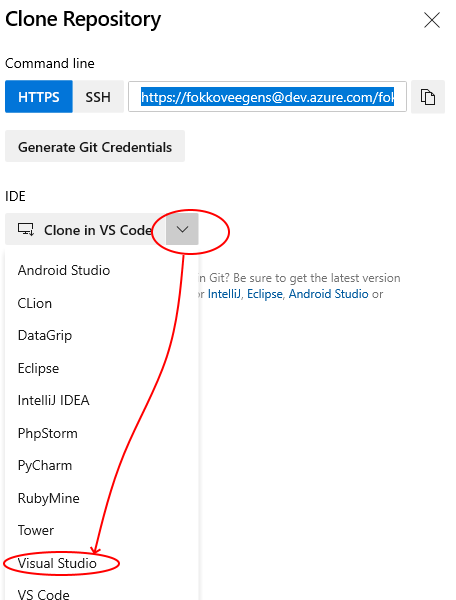 Clone Repository
Command line
HTTPS SSH https://fokkoveegens@dev.azure.com/fok
Generate Git Credentials
IDE
Clone in VS Code
Android Studio
in Git? Be sure to get the latest version
CLion
or IntelliJ, Eclipse, Android Studio or
DataGrip
Eclipse
IntelliJ IDEA
PhpStorm
PyCharm
RubyMine
Tower
Visual Studio
VS Code